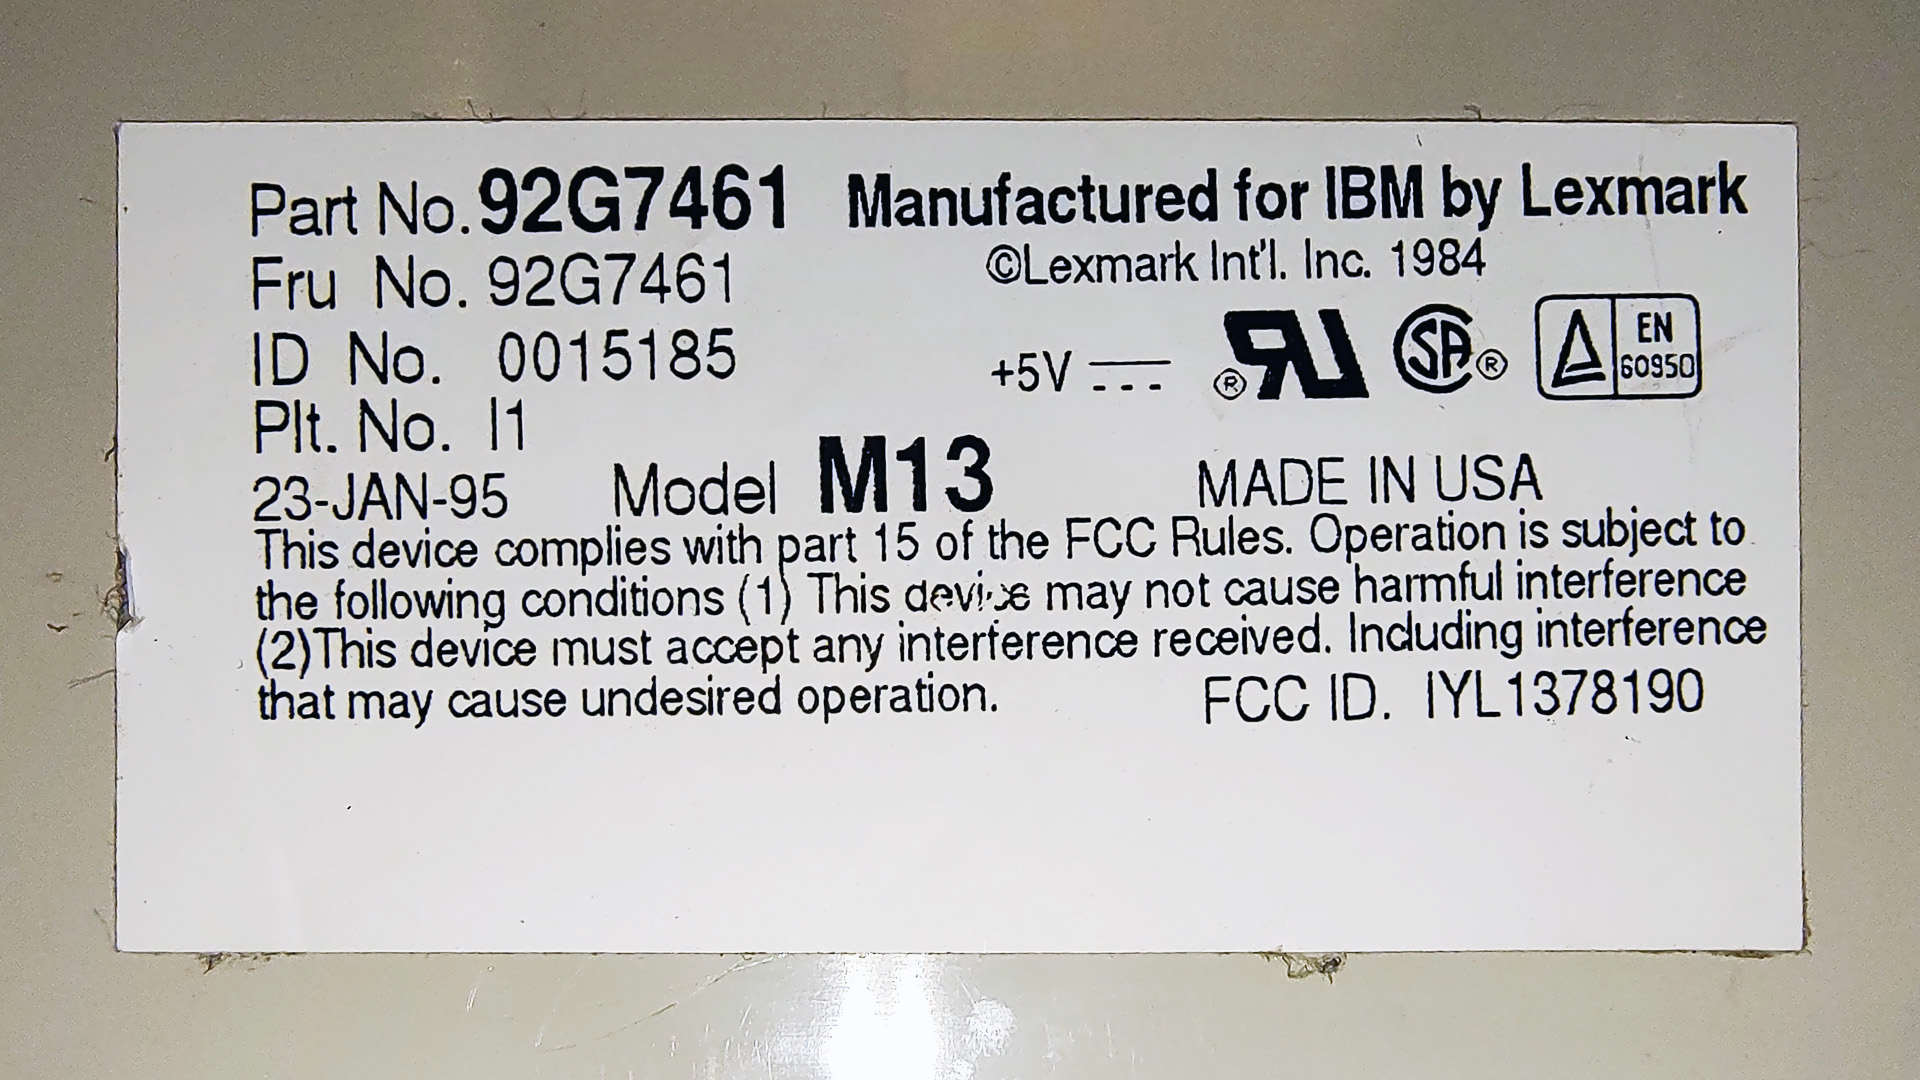 Part No. 92G7461 Manufactured for IBM by Lexmark
Fru No. 92G7461 ©Lexmark Int'l. Inc. 1984
ID No. 0015185 +5V ® RU SA® EN 60950
Plt. No. I1
23-JAN-95 Model M13 MADE IN USA
This device complies with part 15 of the FCC Rules. Operation is subject to
the following conditions (1) This device may not cause harmful interference
(2)This device must accept any interference received. Including interference
that may cause undesired operation. FCC ID. IYL1378190